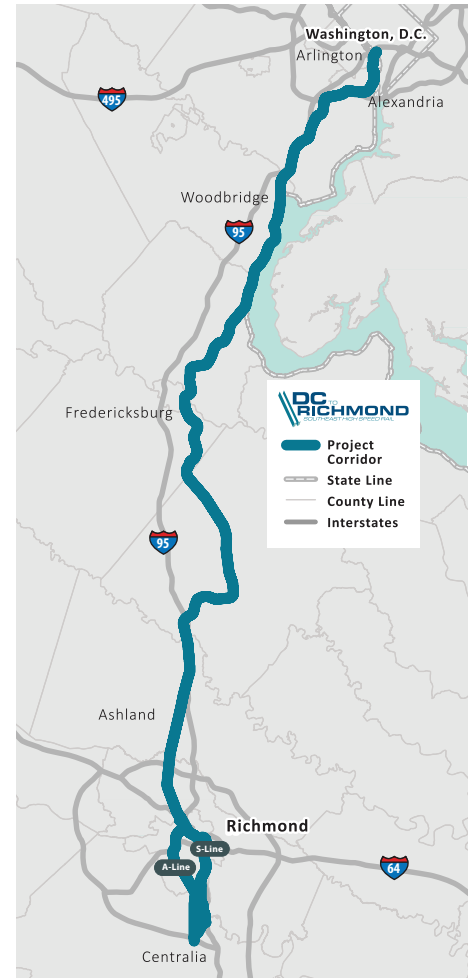 Washington, D.C.
Arlington
495
Alexandria
Woodbridge
95
DC TO
RICHMOND
SOUTHEAST HIGH SPEED RAIL
Fredericksburg
Project
Corridor
State Line
County Line
Interstates
95
Ashland
Richmond
S-Line
A-Line
64
Centralia